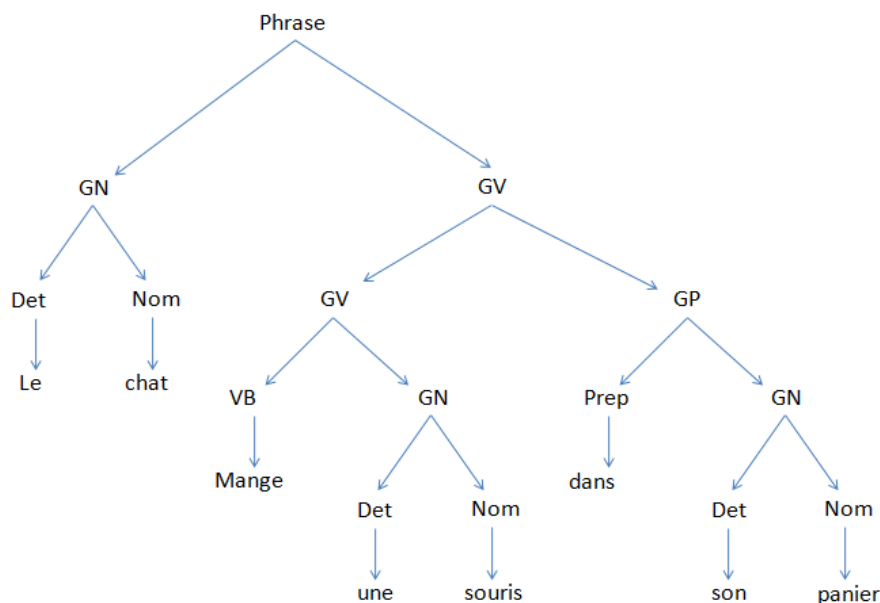 Phrase
GN GV
Det Nom GV GP
Le chat VB GN Prep GN
Mange dans
Det Nom Det Nom
une souris son panier